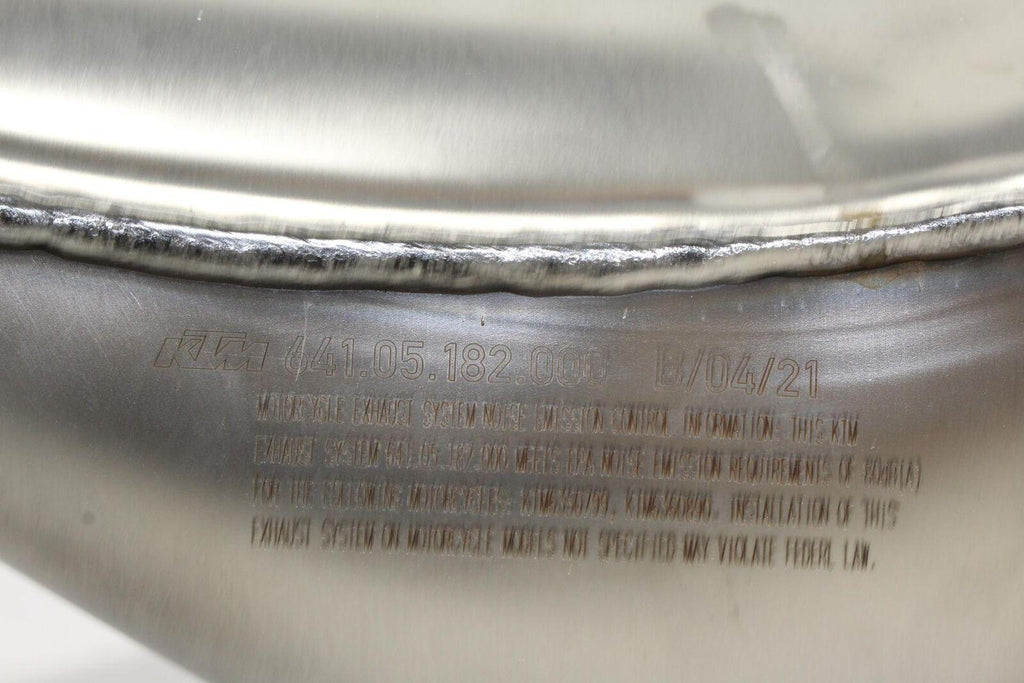 KTM 641.05.182.000 B/04/21
MOTORCYCLE EXHAUST SYSTEM NOISE EMISSION CONTROL INFORMATION: THIS KTM
EXHAUST SYSTEM 641.05.182.000 MEETS EPA NOISE EMISSION REQUIREMENTS OF
FOR THE FOLLOWING MOTORCYCLES: INSTALLATION OF THIS
EXHAUST SYSTEM ON MOTORCYCLE MODELS NOT SPECIFIED MAY VIOLATE FEDERL LAW.